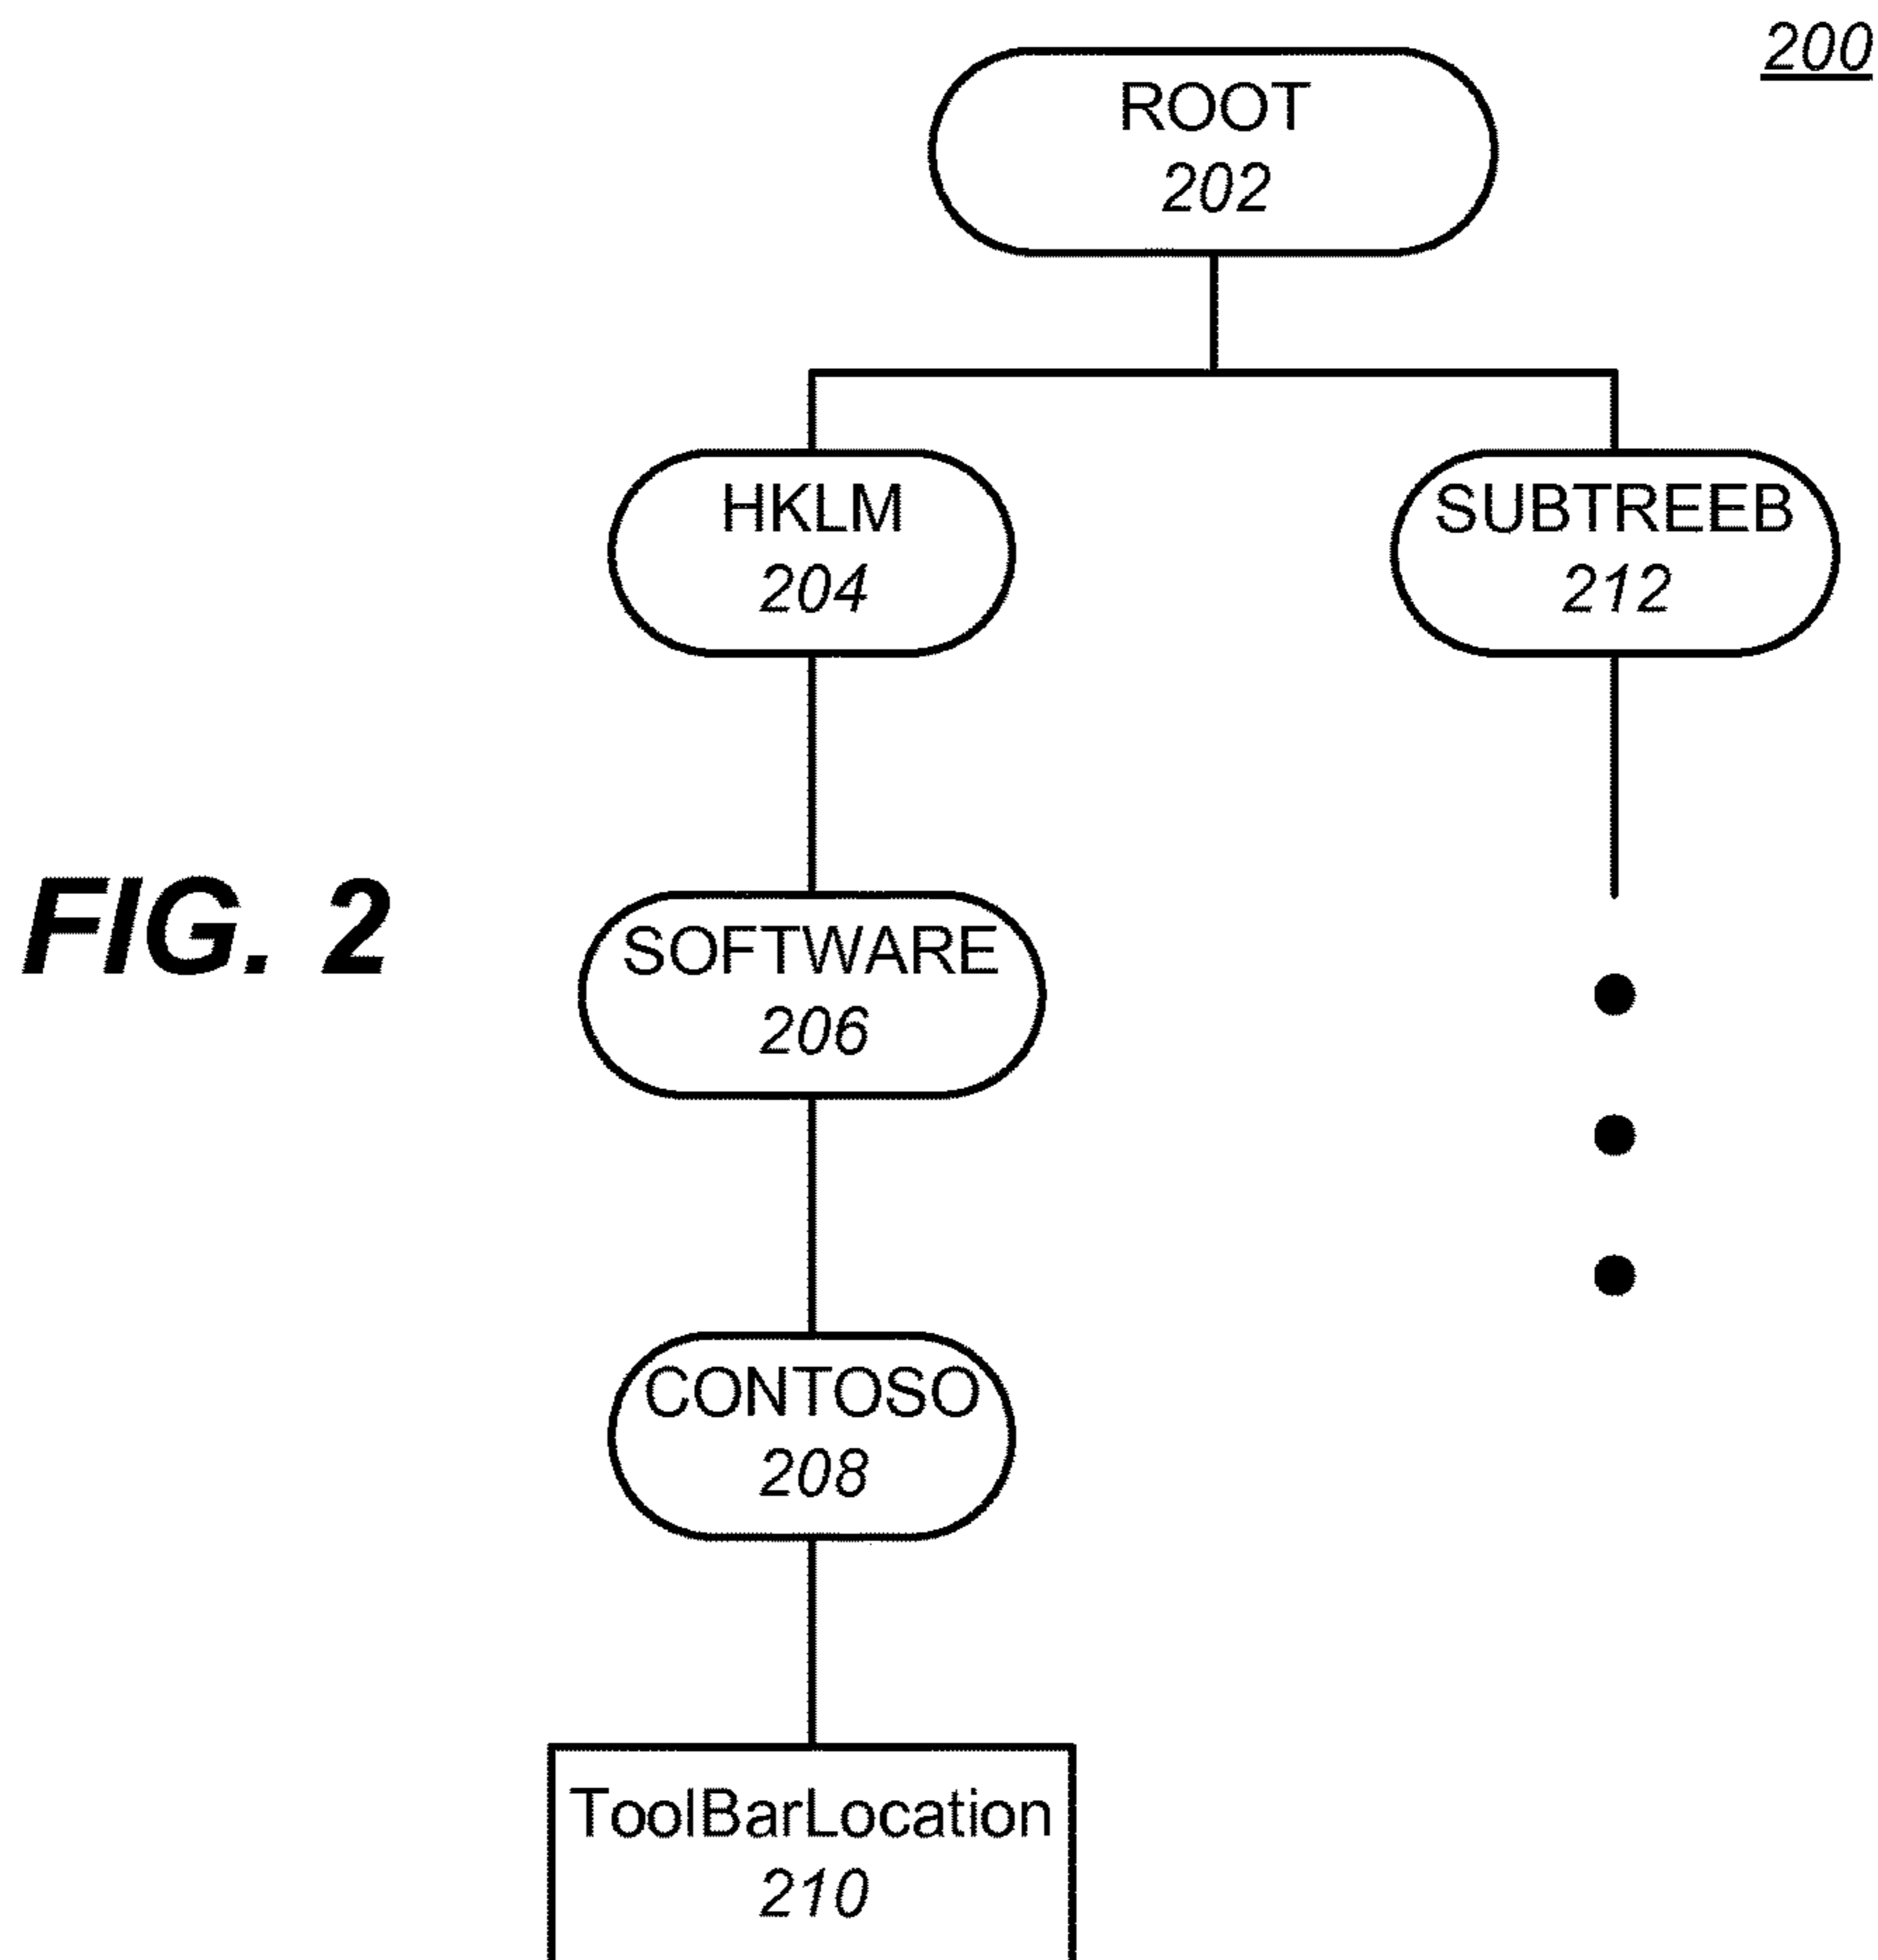 200
ROOT
202
HKLM
204
SUBTREEB
212
FIG. 2
SOFTWARE
206
CONTOSO
208
ToolBarLocation
210